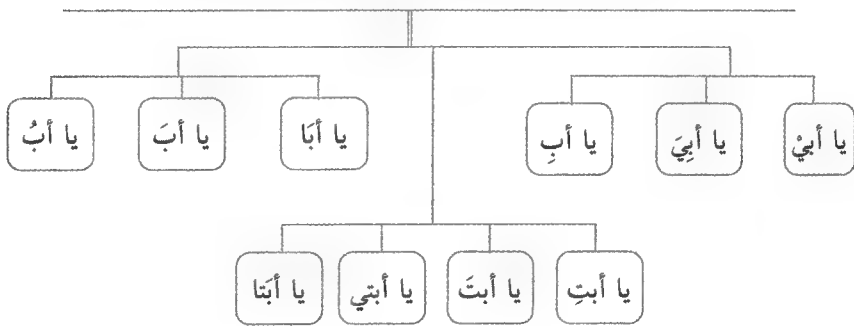 يا أبيْ يا أبِيَ يا أبِ يا أبَا يا أبَ يا أبُ
يا أبتِ يا أبتَ يا أبتي يا أبَتا